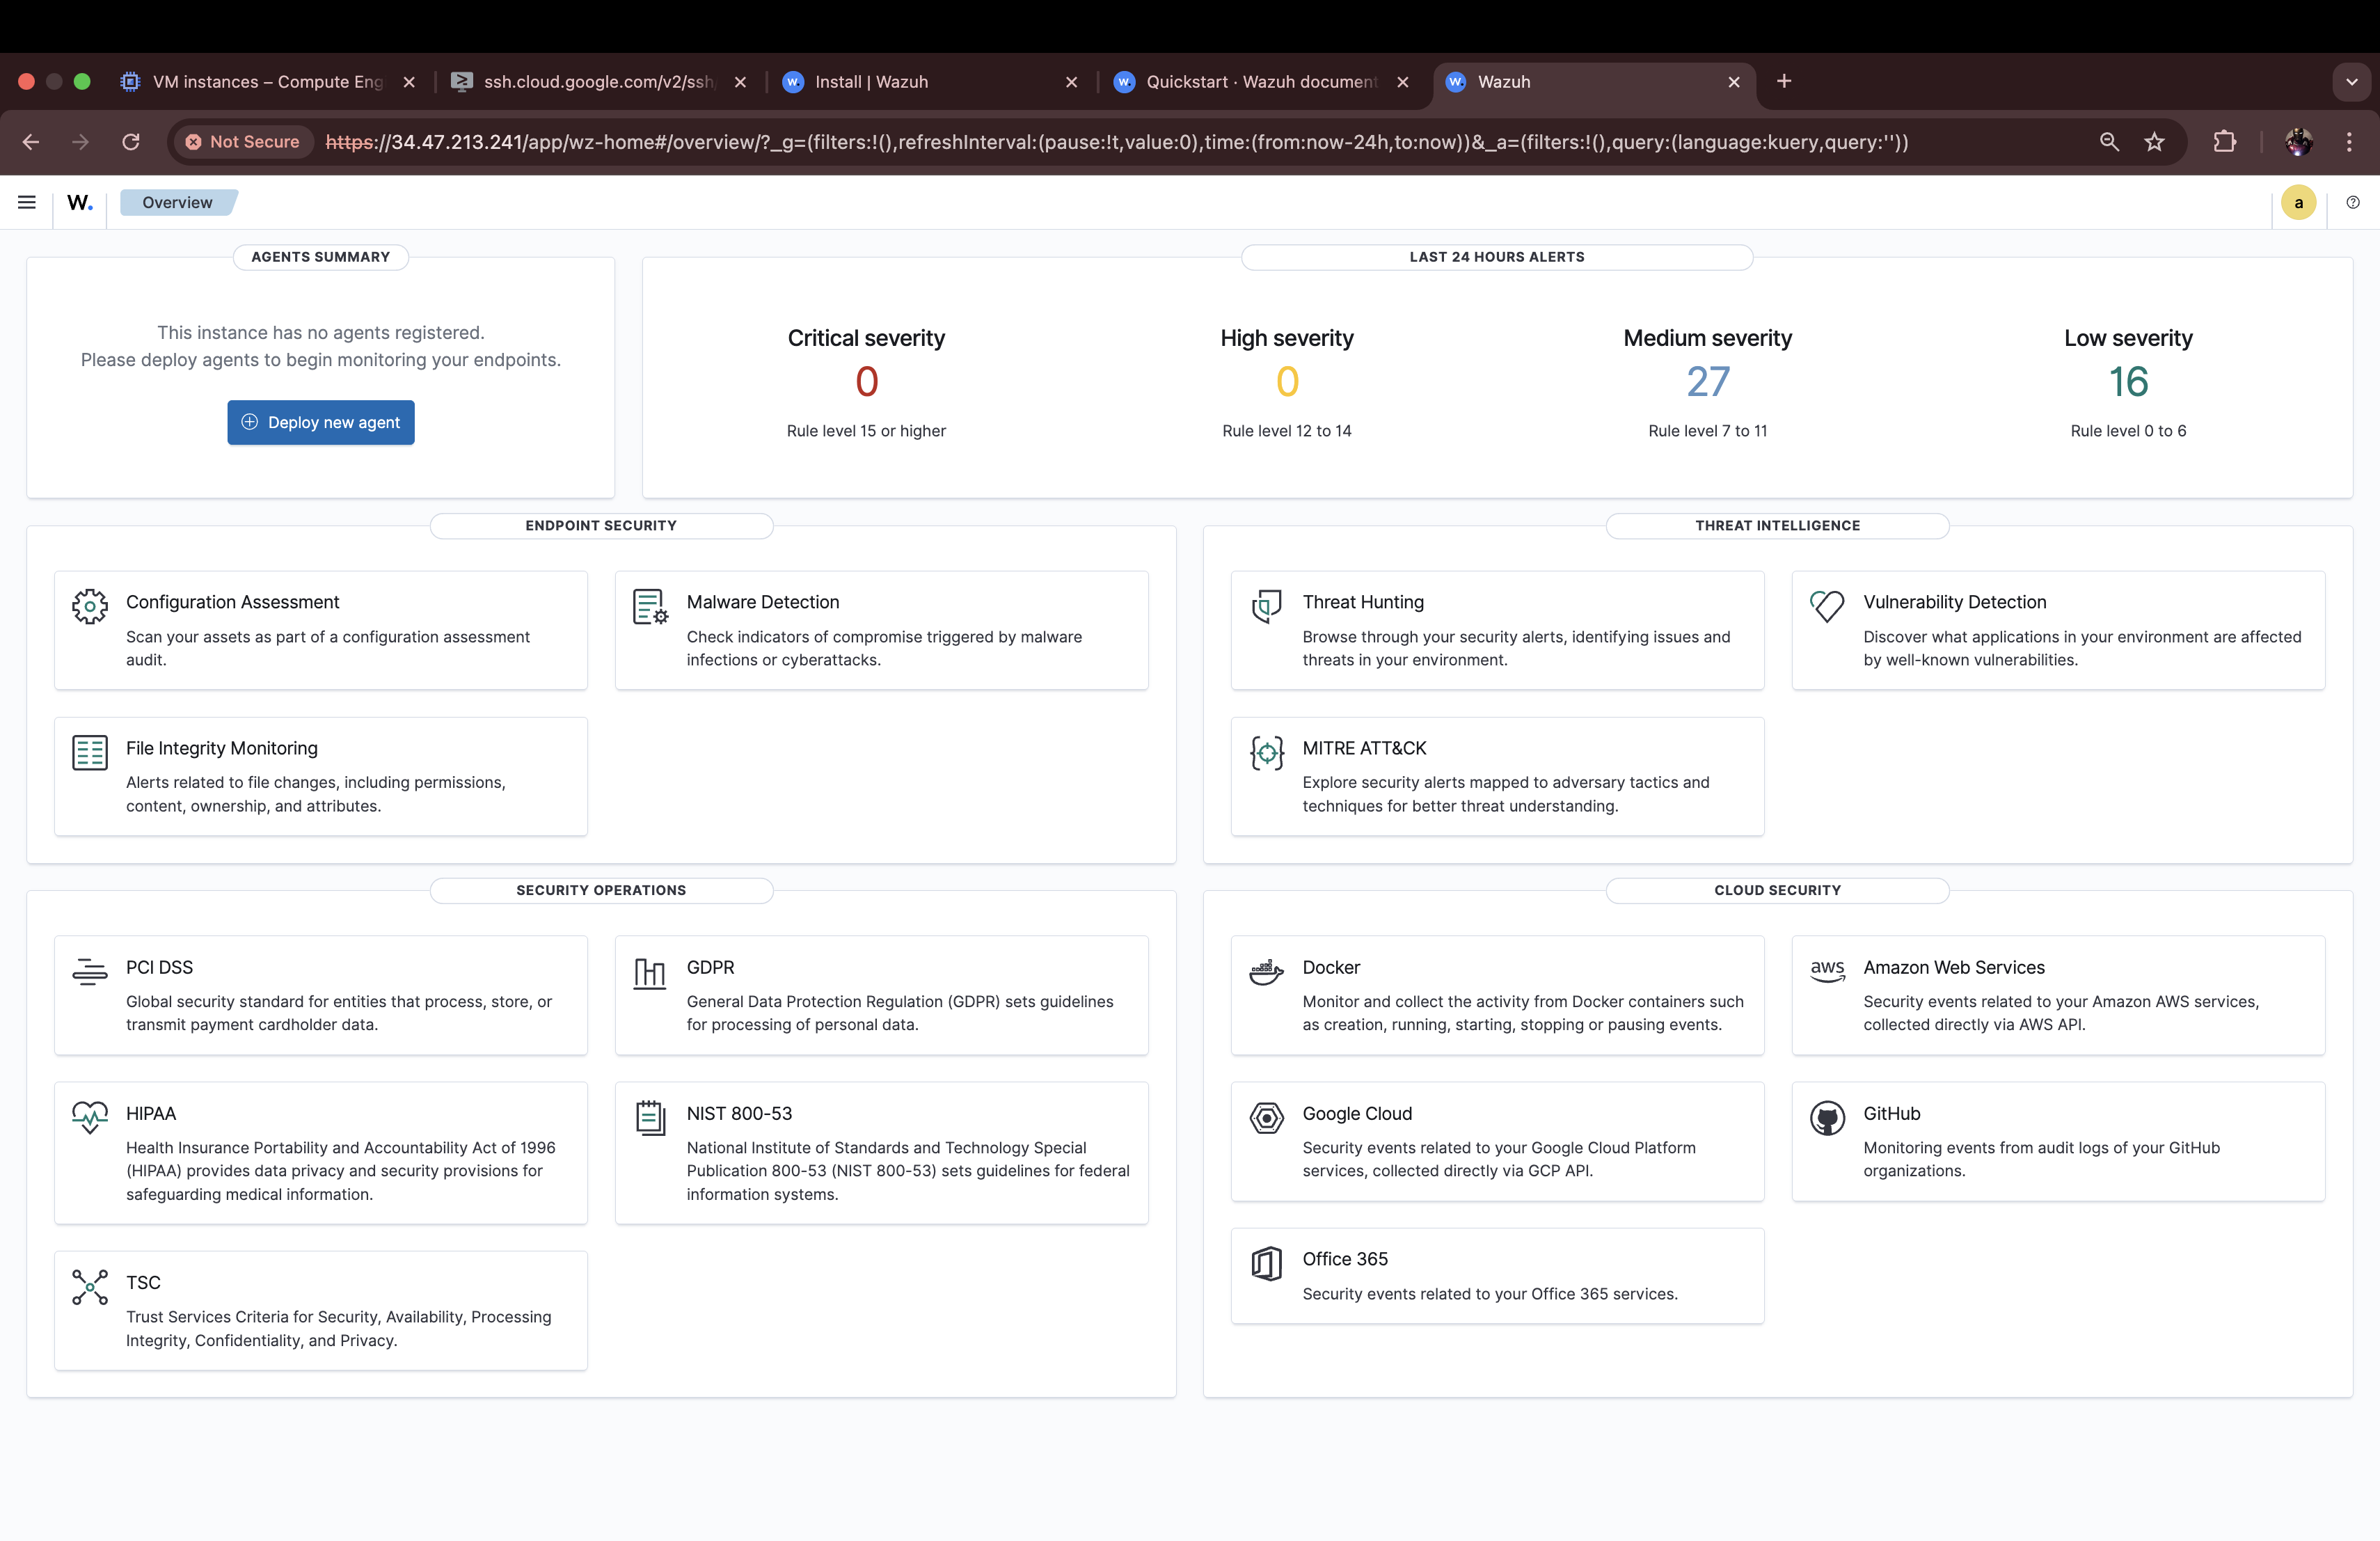 VM instances – Compute Eng
ssh.cloud.google.com/v2/ssh/
Install | Wazuh
Quickstart · Wazuh document
Wazuh
Not Secure
https://34.47.213.241/app/wz-home#/overview/?_g=(filters:!(),refreshInterval:(pause:!t,value:0),time:(from:now-24h,to:now))&_a=(filters:!(),query:(language:kuery,query:''))
W.
Overview
a
AGENTS SUMMARY
This instance has no agents registered.
Please deploy agents to begin monitoring your endpoints.
Deploy new agent
LAST 24 HOURS ALERTS
Critical severity
0
Rule level 15 or higher
High severity
0
Rule level 12 to 14
Medium severity
27
Rule level 7 to 11
Low severity
16
Rule level 0 to 6
ENDPOINT SECURITY
Configuration Assessment
Scan your assets as part of a configuration assessment
audit.
Malware Detection
Check indicators of compromise triggered by malware
infections or cyberattacks.
File Integrity Monitoring
Alerts related to file changes, including permissions,
content, ownership, and attributes.
THREAT INTELLIGENCE
Threat Hunting
Browse through your security alerts, identifying issues and
threats in your environment.
Vulnerability Detection
Discover what applications in your environment are affected
by well-known vulnerabilities.
MITRE ATT&CK
Explore security alerts mapped to adversary tactics and
techniques for better threat understanding.
SECURITY OPERATIONS
PCI DSS
Global security standard for entities that process, store, or
transmit payment cardholder data.
GDPR
General Data Protection Regulation (GDPR) sets guidelines
for processing of personal data.
HIPAA
Health Insurance Portability and Accountability Act of 1996
(HIPAA) provides data privacy and security provisions for
safeguarding medical information.
NIST 800-53
National Institute of Standards and Technology Special
Publication 800-53 (NIST 800-53) sets guidelines for federal
information systems.
TSC
Trust Services Criteria for Security, Availability, Processing
Integrity, Confidentiality, and Privacy.
CLOUD SECURITY
Docker
Monitor and collect the activity from Docker containers such
as creation, running, starting, stopping or pausing events.
aws
Amazon Web Services
Security events related to your Amazon AWS services,
collected directly via AWS API.
Google Cloud
Security events related to your Google Cloud Platform
services, collected directly via GCP API.
GitHub
Monitoring events from audit logs of your GitHub
organizations.
Office 365
Security events related to your Office 365 services.